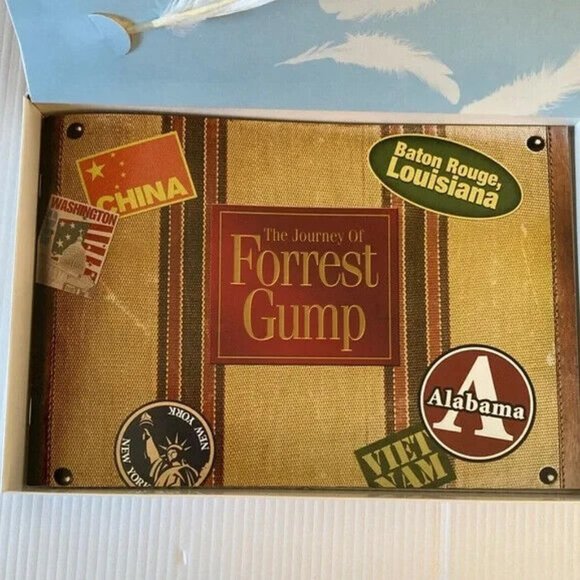 CHINA
Baton Rouge,
Louisiana
WASHINGTON
The Journey Of
Forrest
Gump
A
Alabama
NEW YORK
NEW YORK
VIET
NAM